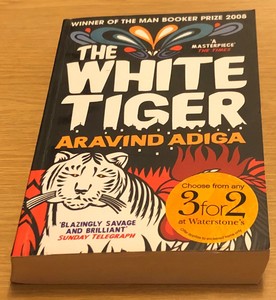 WINNER OF THE MAN BOOKER PRIZE 2008
'A
MASTERPIECE'
THE TIMES
THE
WHITE
TIGER
ARAVIND ADIGA
Choose from any
3 for 2
at Waterstone's
'BLAZINGLY SAVAGE
AND BRILLIANT'
SUNDAY TELEGRAPH